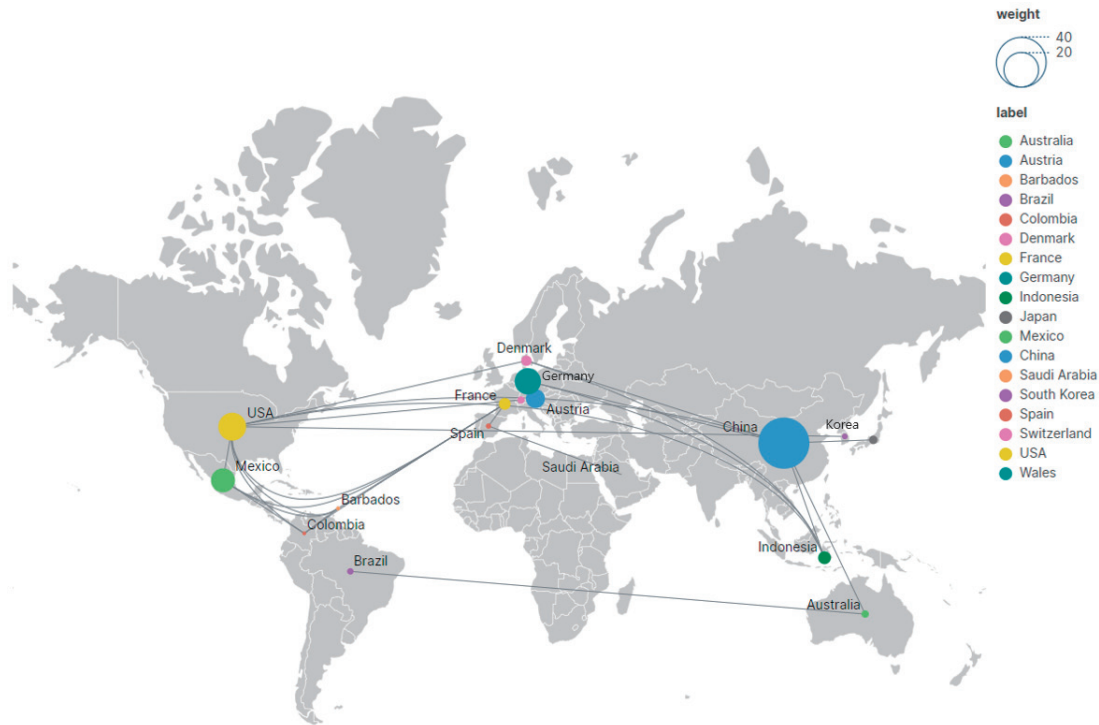 weight
40
20
label
Australia
Austria
Barbados
Brazil
Colombia
Denmark
France
Germany
Indonesia
Japan
Mexico
China
Saudi Arabia
South Korea
Spain
Switzerland
USA
Wales
Denmark
Germany
France
Austria
USA
Spain
China
Korea
Mexico
Saudi Arabia
Barbados
Colombia
Indonesia
Brazil
Australia